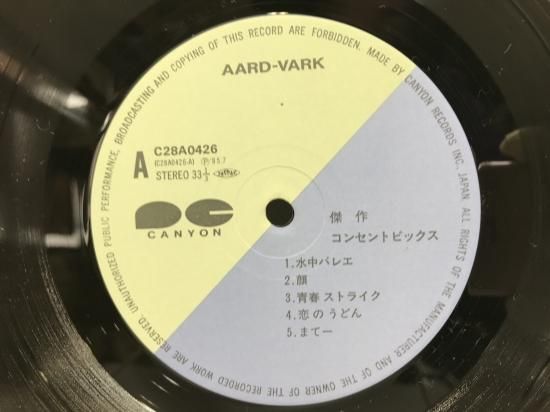 UNAUTHORIZED PUBLIC PERFORMANCE, BROADCASTING AND COPYING OF THIS RECORD ARE FORBIDDEN. MADE BY CANYON RECORDS INC, JAPAN. ALL RIGHTS OF THE MANUFACTURER AND OF THE OWNER OF THE RECORDED WORK ARE RESERVED.
AARD-VARK
C28A0426
A (C28A0426-A) Ⓟ'85.7
STEREO 33⅓
CANYON
傑作
コンセントピックス
1.水中バレエ
2.顔
3.青春ストライク
4.恋のうどん
5.まてー